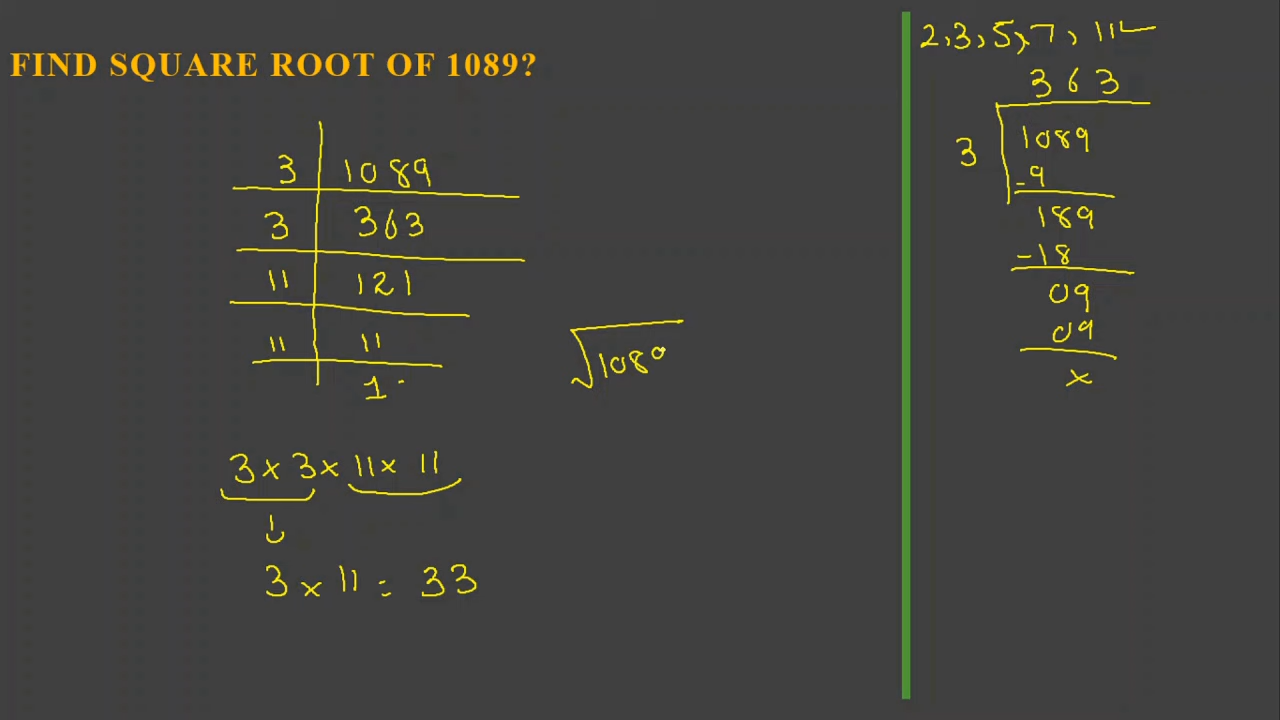 FIND SQUARE ROOT OF 1089?
3 | 1089
3 | 363
11 | 121
11 | 11
1
√1089
3 × 3 × 11 × 11
3 × 11 = 33
2, 3, 5, 7, 11
363
3 1089
-9
189
-18
09
09
x